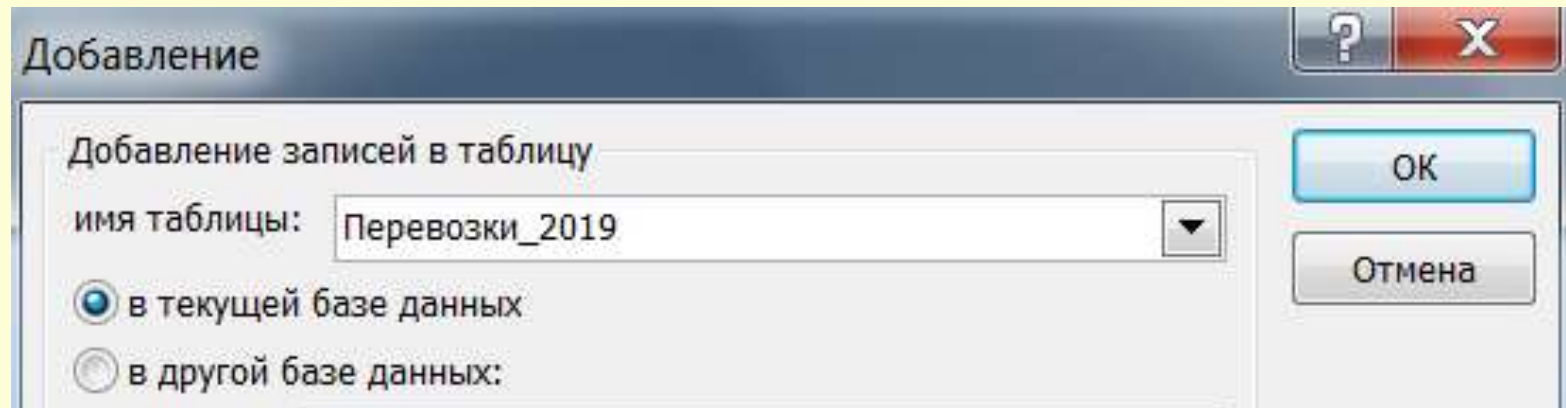 Добавление
Добавление записей в таблицу
имя таблицы: Перевозки_2019
в текущей базе данных
в другой базе данных:
ОК
Отмена